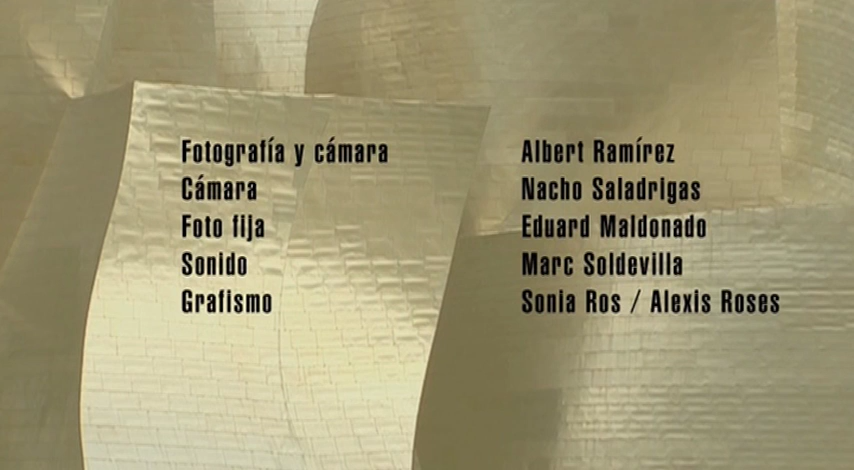 Fotografía y cámara Albert Ramírez
Cámara Nacho Saladrigas
Foto fija Eduard Maldonado
Sonido Marc Soldevilla
Grafismo Sonia Ros / Alexis Roses